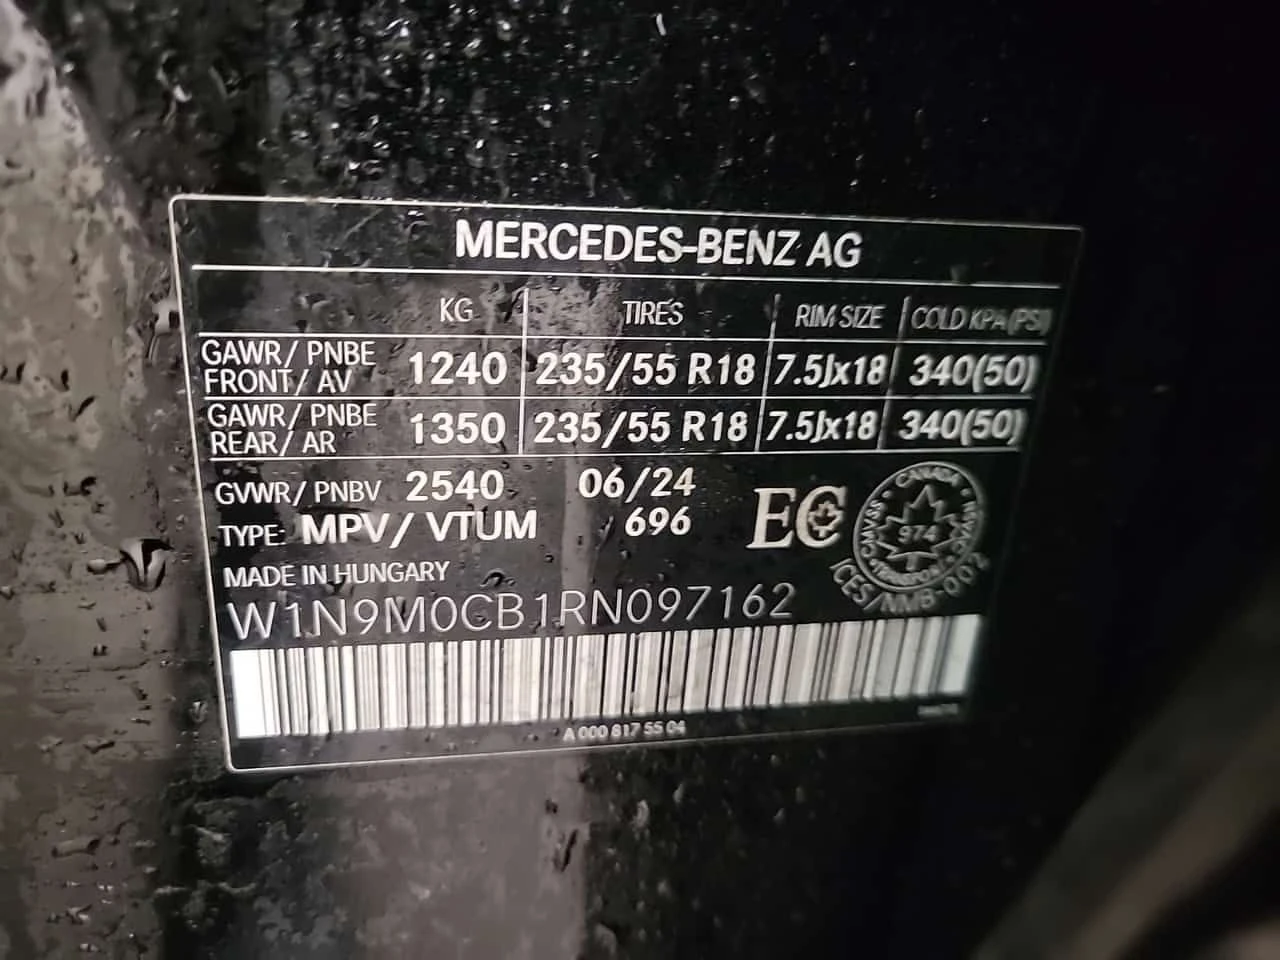 MERCEDES-BENZ AG
KG TIRES RIM SIZE COLD KPA(PSI)
GAWR/ PNBE FRONT/ AV 1240 235/55 R18 7.5Jx18 340(50)
GAWR/ PNBE REAR/ AR 1350 235/55 R18 7.5Jx18 340(50)
GVWR/ PNBV 2540 06/24
TYPE: MPV/ VTUM 696
EC
CANADA
CMVSS NSVAC
974
TRANSPORT
ICES/NMB-002
MADE IN HUNGARY
W1N9M0CB1RN097162
A 000 817 55 04